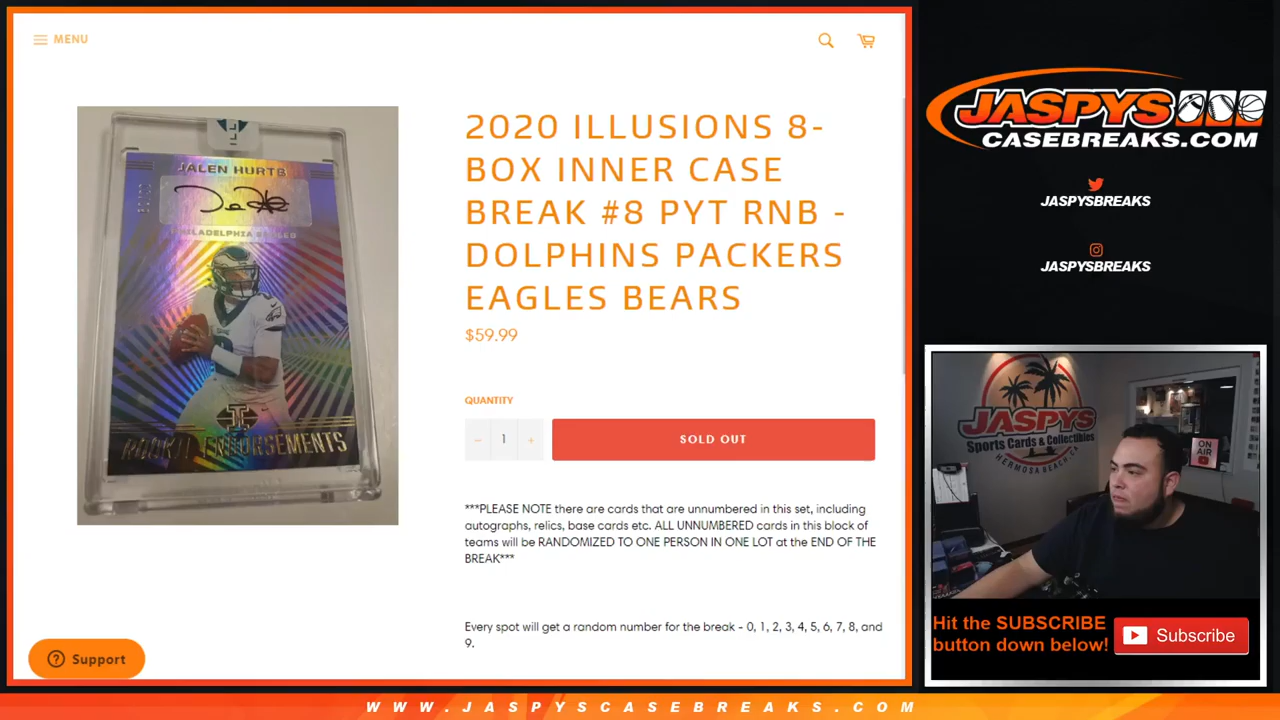 MENU
JALEN HURTS
PHILADELPHIA EAGLES
ROOKIE ENDORSEMENTS
2020 ILLUSIONS 8-
BOX INNER CASE
BREAK #8 PYT RNB -
DOLPHINS PACKERS
EAGLES BEARS
$59.99
QUANTITY
− 1 +
SOLD OUT
***PLEASE NOTE there are cards that are unnumbered in this set, including
autographs, relics, base cards etc. ALL UNNUMBERED cards in this block of
teams will be RANDOMIZED TO ONE PERSON IN ONE LOT at the END OF THE
BREAK***
Every spot will get a random number for the break - 0, 1, 2, 3, 4, 5, 6, 7, 8, and
9.
Support
JASPYS
CASEBREAKS.COM
JASPYSBREAKS
JASPYSBREAKS
JASPYS
Sports Cards & Collectibles
HERMOSA BEACH, CA
ON
AIR
Hit the SUBSCRIBE
button down below!
Subscribe
WWW.JASPYSCASEBREAKS.COM